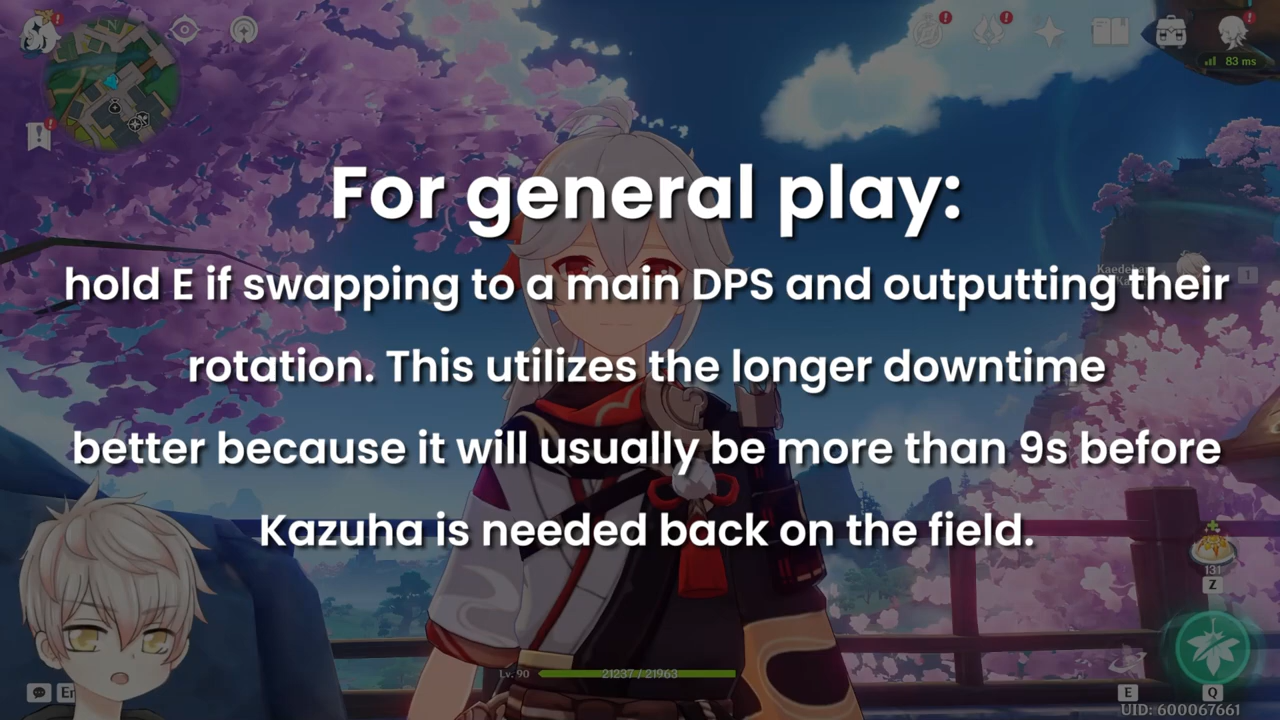 N
83 ms
For general play:
hold E if swapping to a main DPS and outputting their
rotation. This utilizes the longer downtime
better because it will usually be more than 9s before
Kazuha is needed back on the field.
1
131
Z
Lv. 90
21237 / 21963
E
Q
UID: 600067661